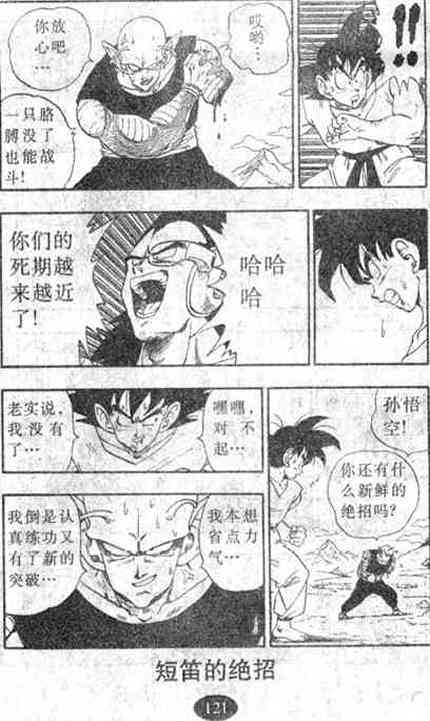 !!
哎
哟…
你放
心吧
…
一只胳
膊没了
也能战
斗!
哈哈
哈
你们的
死期越
来越近
了!
孙悟
空!
你还有什
么新鲜的
绝招吗?
嘿嘿,
对不
起…
老实说,
我没有
了…
我本想
省点力
气…
我倒是认
真练功又
有了新的
突破…
短笛的绝招
121